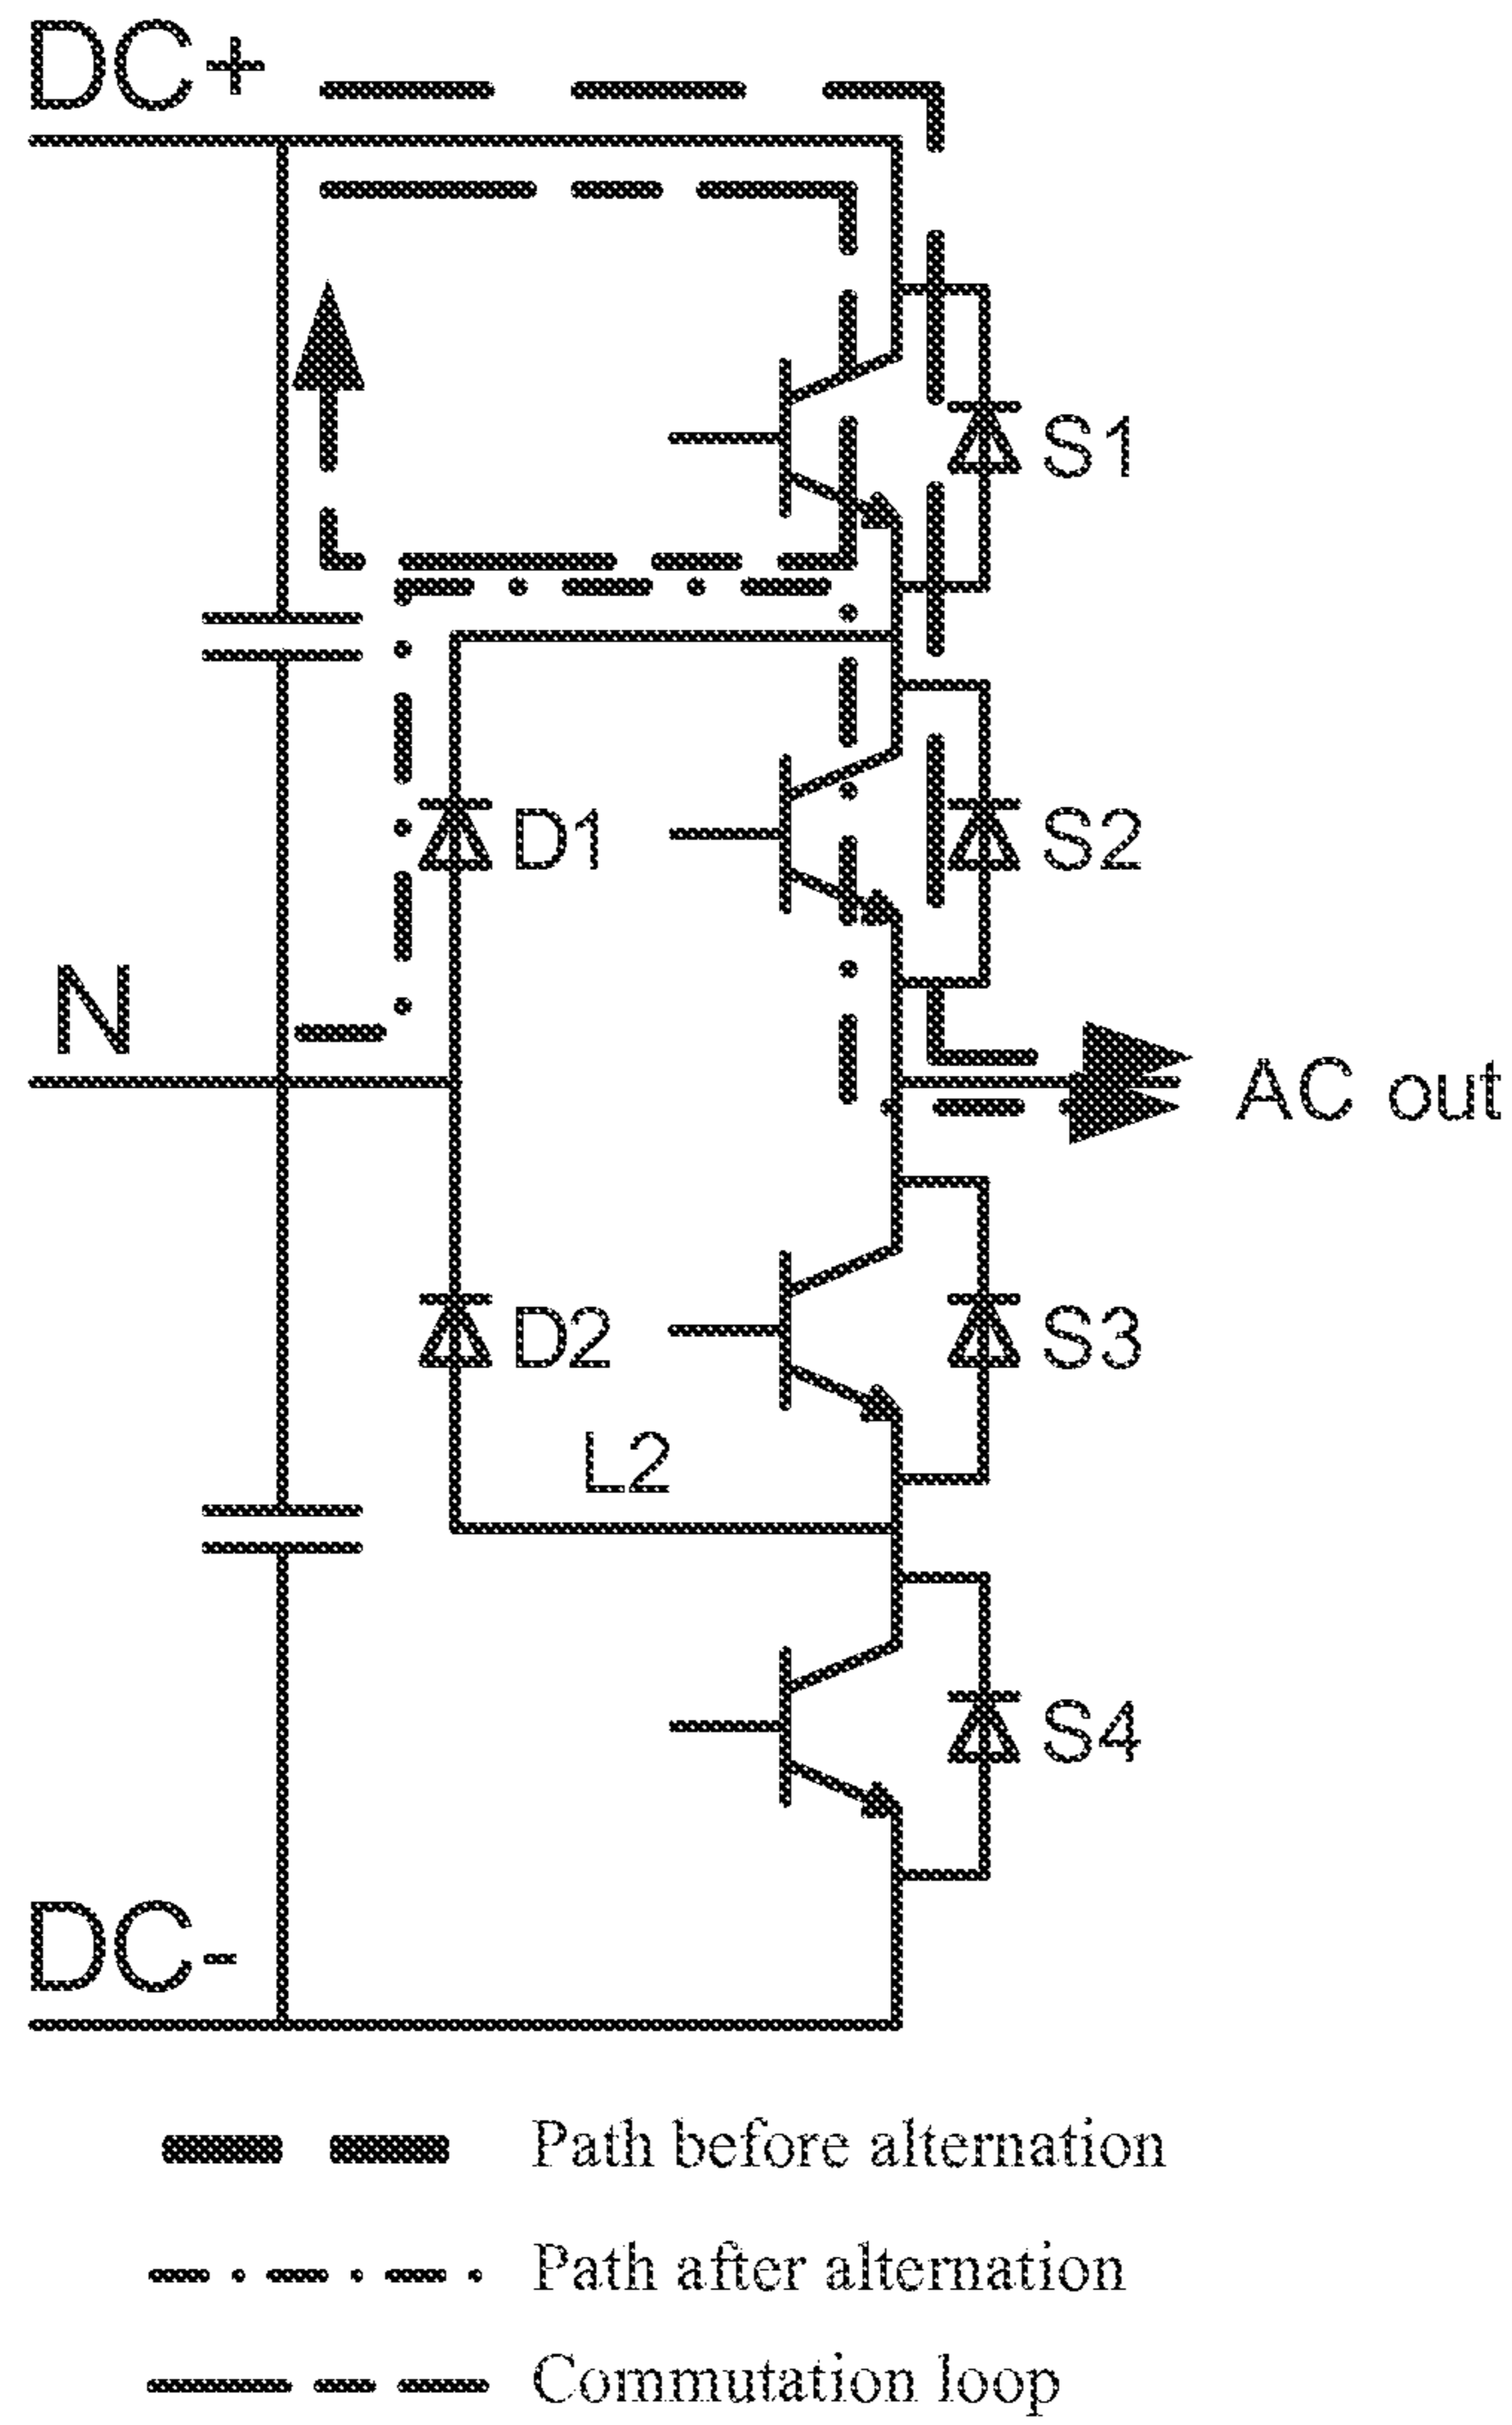 DC+
S1
D1
S2
N
AC out
D2
S3
L2
S4
DC-
Path before alternation
Path after alternation
Commutation loop